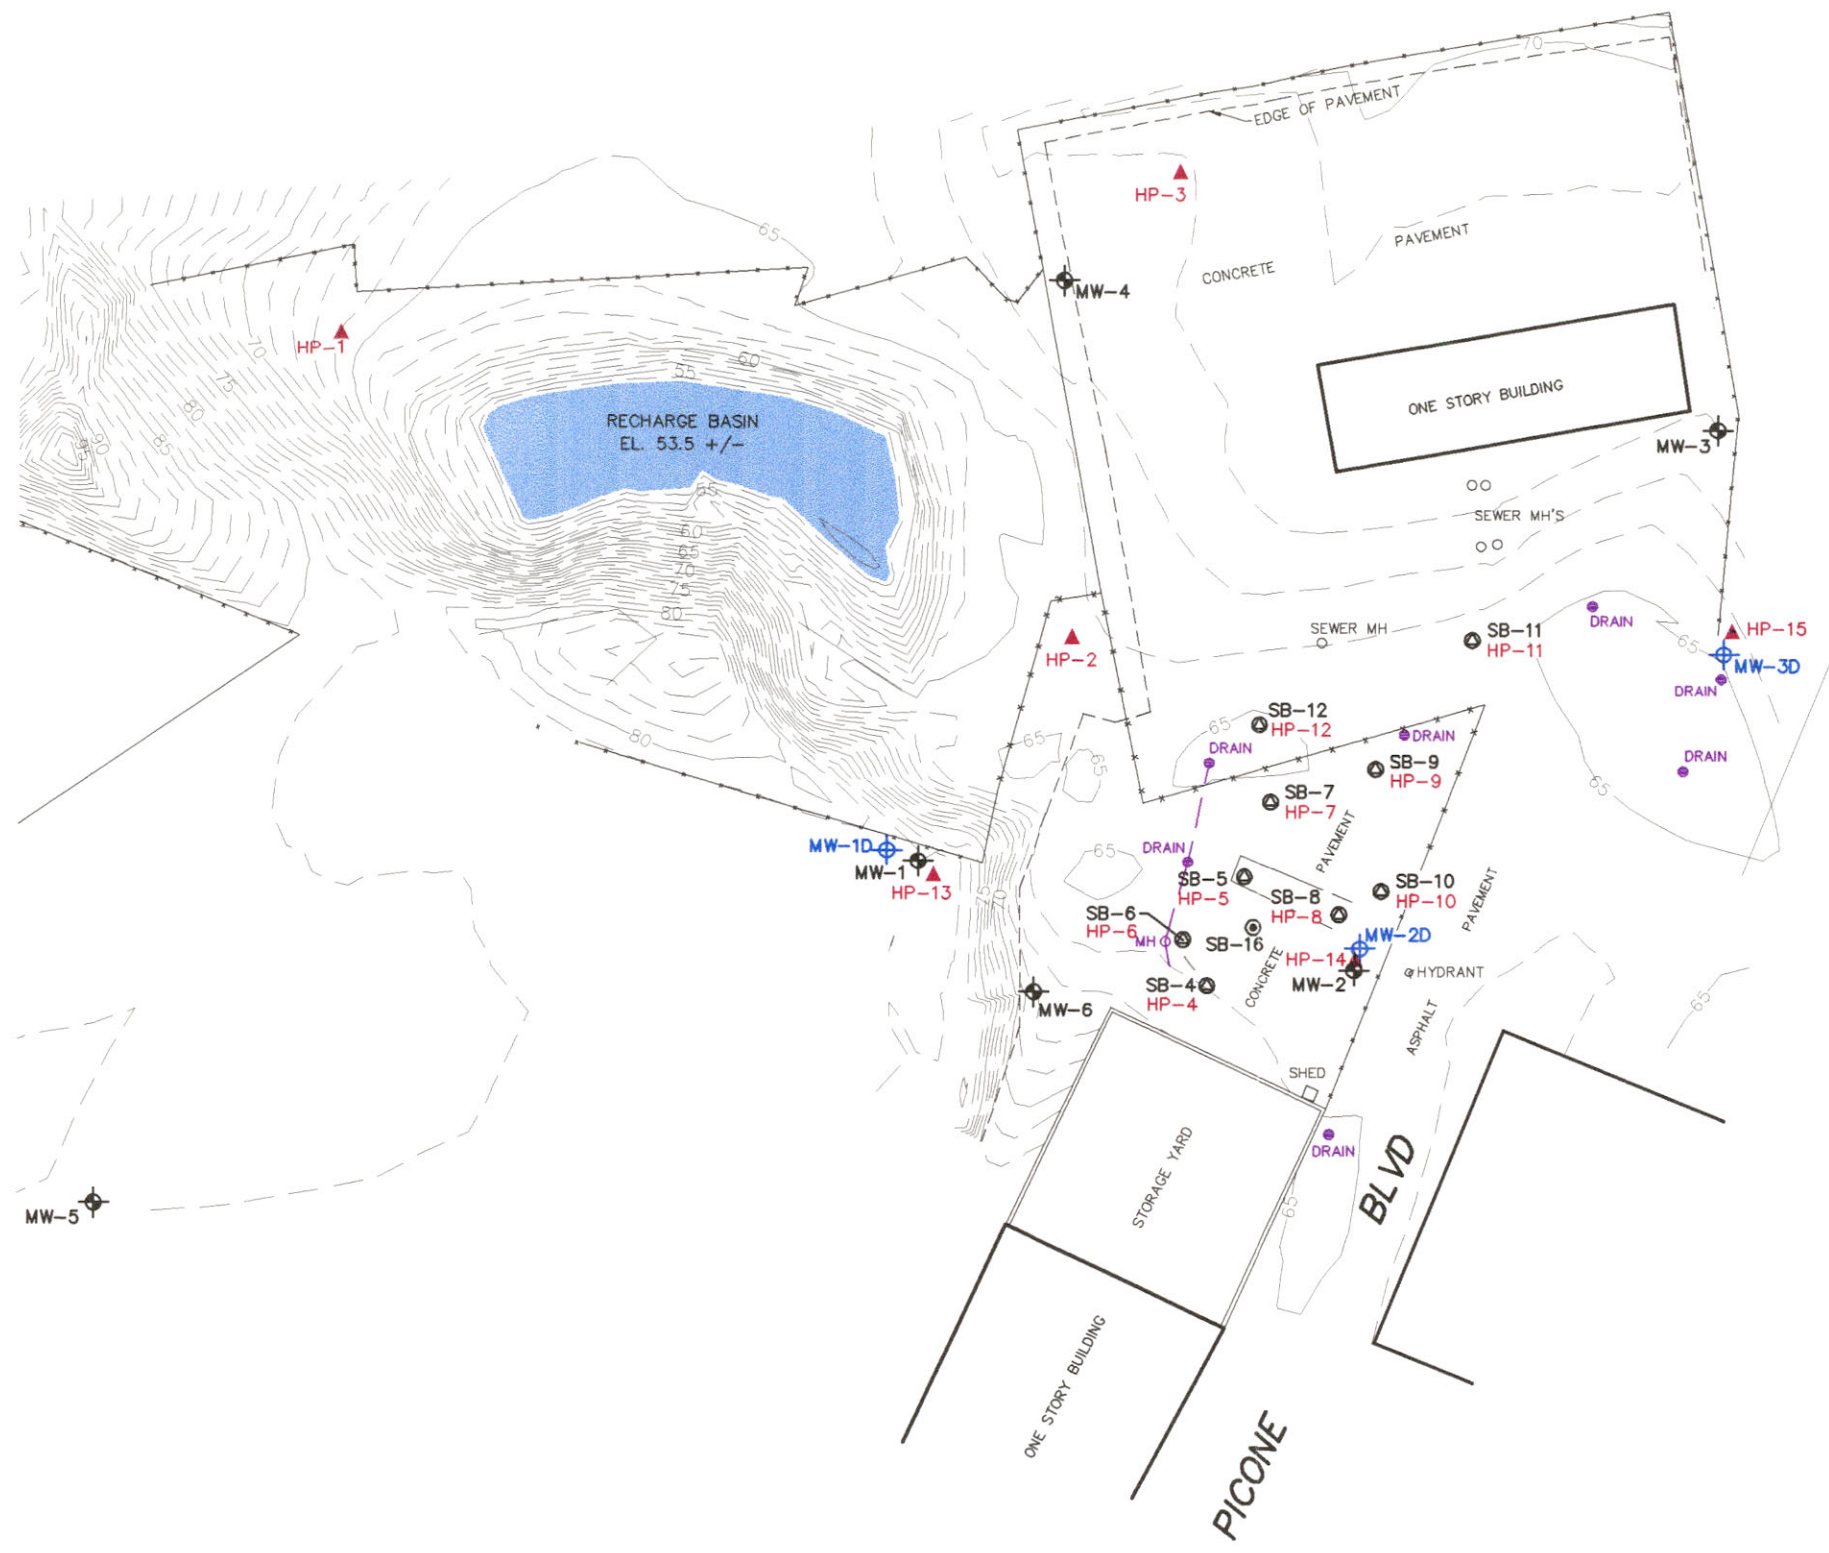 70
EDGE OF PAVEMENT
HP-3
65
PAVEMENT
CONCRETE
MW-4
HP-1
70
75
80
85
90
95
60
55
RECHARGE BASIN
EL. 53.5 +/-
ONE STORY BUILDING
MW-3
55
60
65
70
75
80
SEWER MH'S
DRAIN
SEWER MH
SB-11
HP-11
HP-15
65
MW-3D
DRAIN
HP-2
80
65
65
65
SB-12
HP-12
DRAIN
DRAIN
SB-9
HP-9
DRAIN
65
SB-7
HP-7
PAVEMENT
MW-1D
MW-1
HP-13
65
DRAIN
SB-5
HP-5
SB-8
HP-8
SB-10
HP-10
PAVEMENT
70
SB-6
HP-6
MH
SB-16
MW-2D
HP-14
MW-2
HYDRANT
CONCRETE
SB-4
HP-4
MW-6
ASPHALT
65
SHED
DRAIN
STORAGE YARD
65
BLVD
MW-5
ONE STORY BUILDING
PICONE